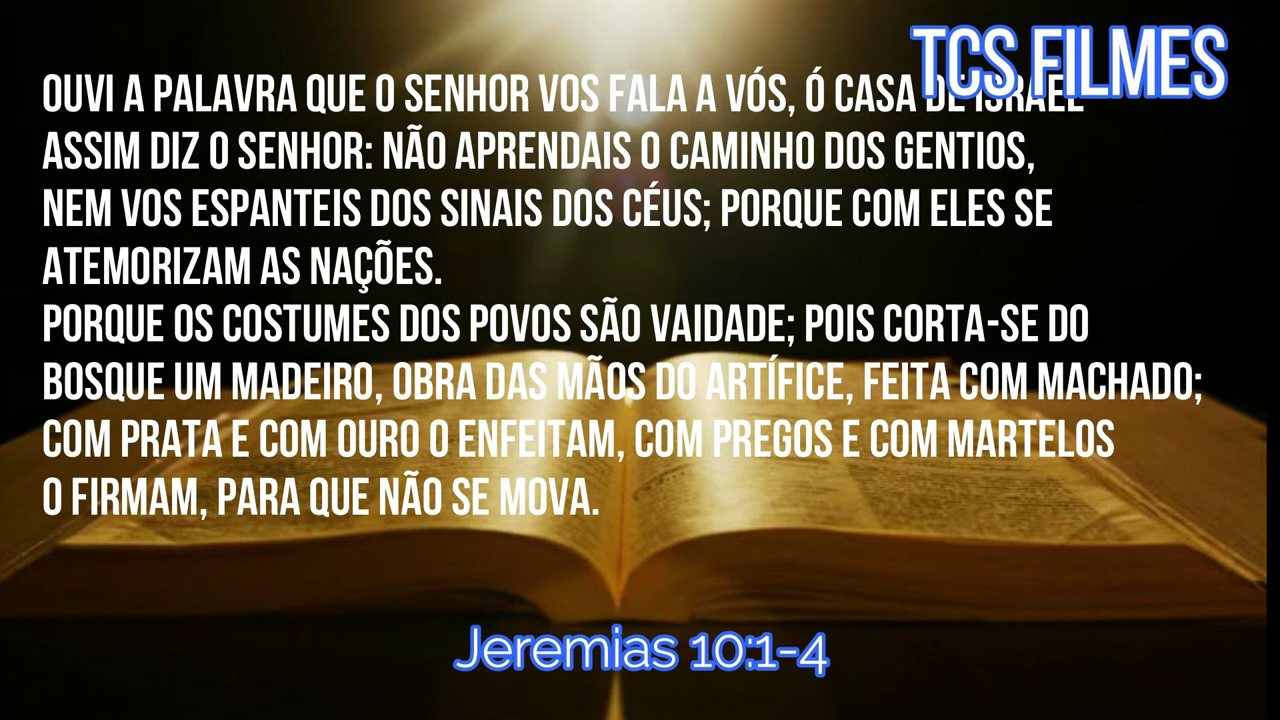 TCS FILMES
OUVI A PALAVRA QUE O SENHOR VOS FALA A VÓS, Ó CASA DE ISRAEL
ASSIM DIZ O SENHOR: NÃO APRENDAIS O CAMINHO DOS GENTIOS,
NEM VOS ESPANTEIS DOS SINAIS DOS CÉUS; PORQUE COM ELES SE
ATEMORIZAM AS NAÇÕES.
PORQUE OS COSTUMES DOS POVOS SÃO VAIDADE; POIS CORTA-SE DO
BOSQUE UM MADEIRO, OBRA DAS MÃOS DO ARTÍFICE, FEITA COM MACHADO;
COM PRATA E COM OURO O ENFEITAM, COM PREGOS E COM MARTELOS
O FIRMAM, PARA QUE NÃO SE MOVA.
Jeremias 10:1-4